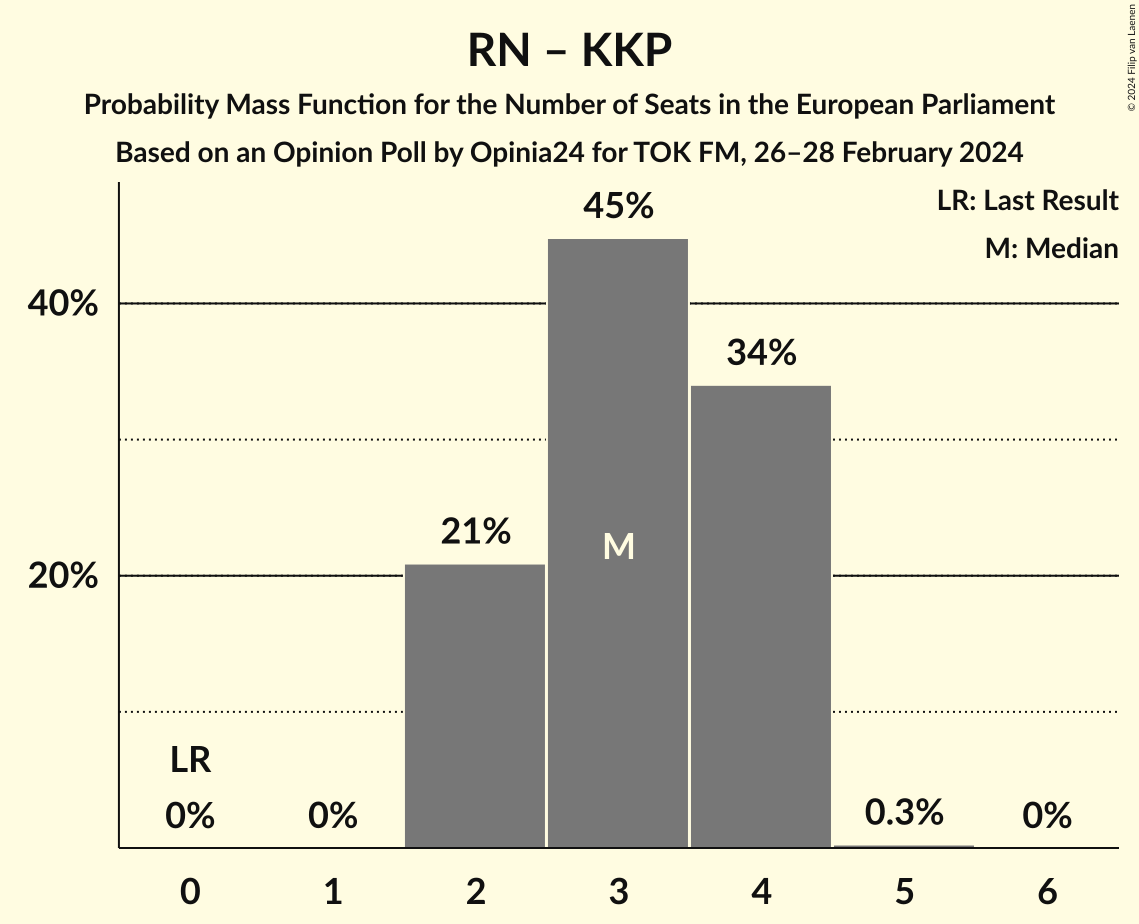 RN – KKP
Probability Mass Function for the Number of Seats in the European Parliament
Based on an Opinion Poll by Opinia24 for TOK FM, 26–28 February 2024
© 2024 Filip van Laenen
LR: Last Result
M: Median
45%
40%
34%
21%
M
20%
LR
0%
0%
0.3%
0%
0 1 2 3 4 5 6